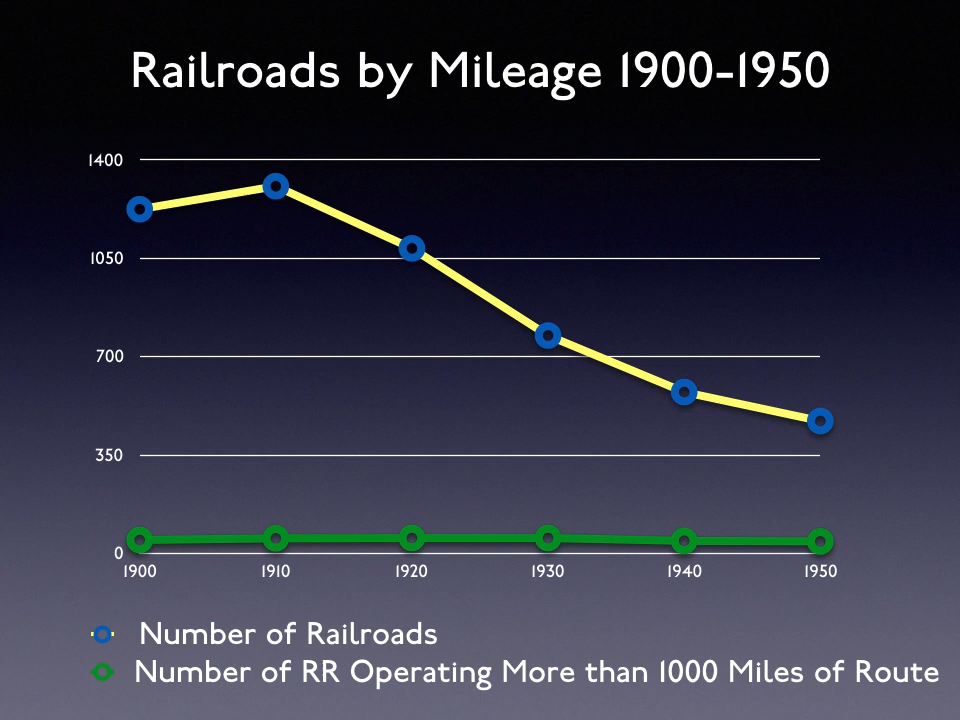 Railroads by Mileage 1900-1950
1400
1050
700
350
0
1900 1910 1920 1930 1940 1950
Number of Railroads
Number of RR Operating More than 1000 Miles of Route